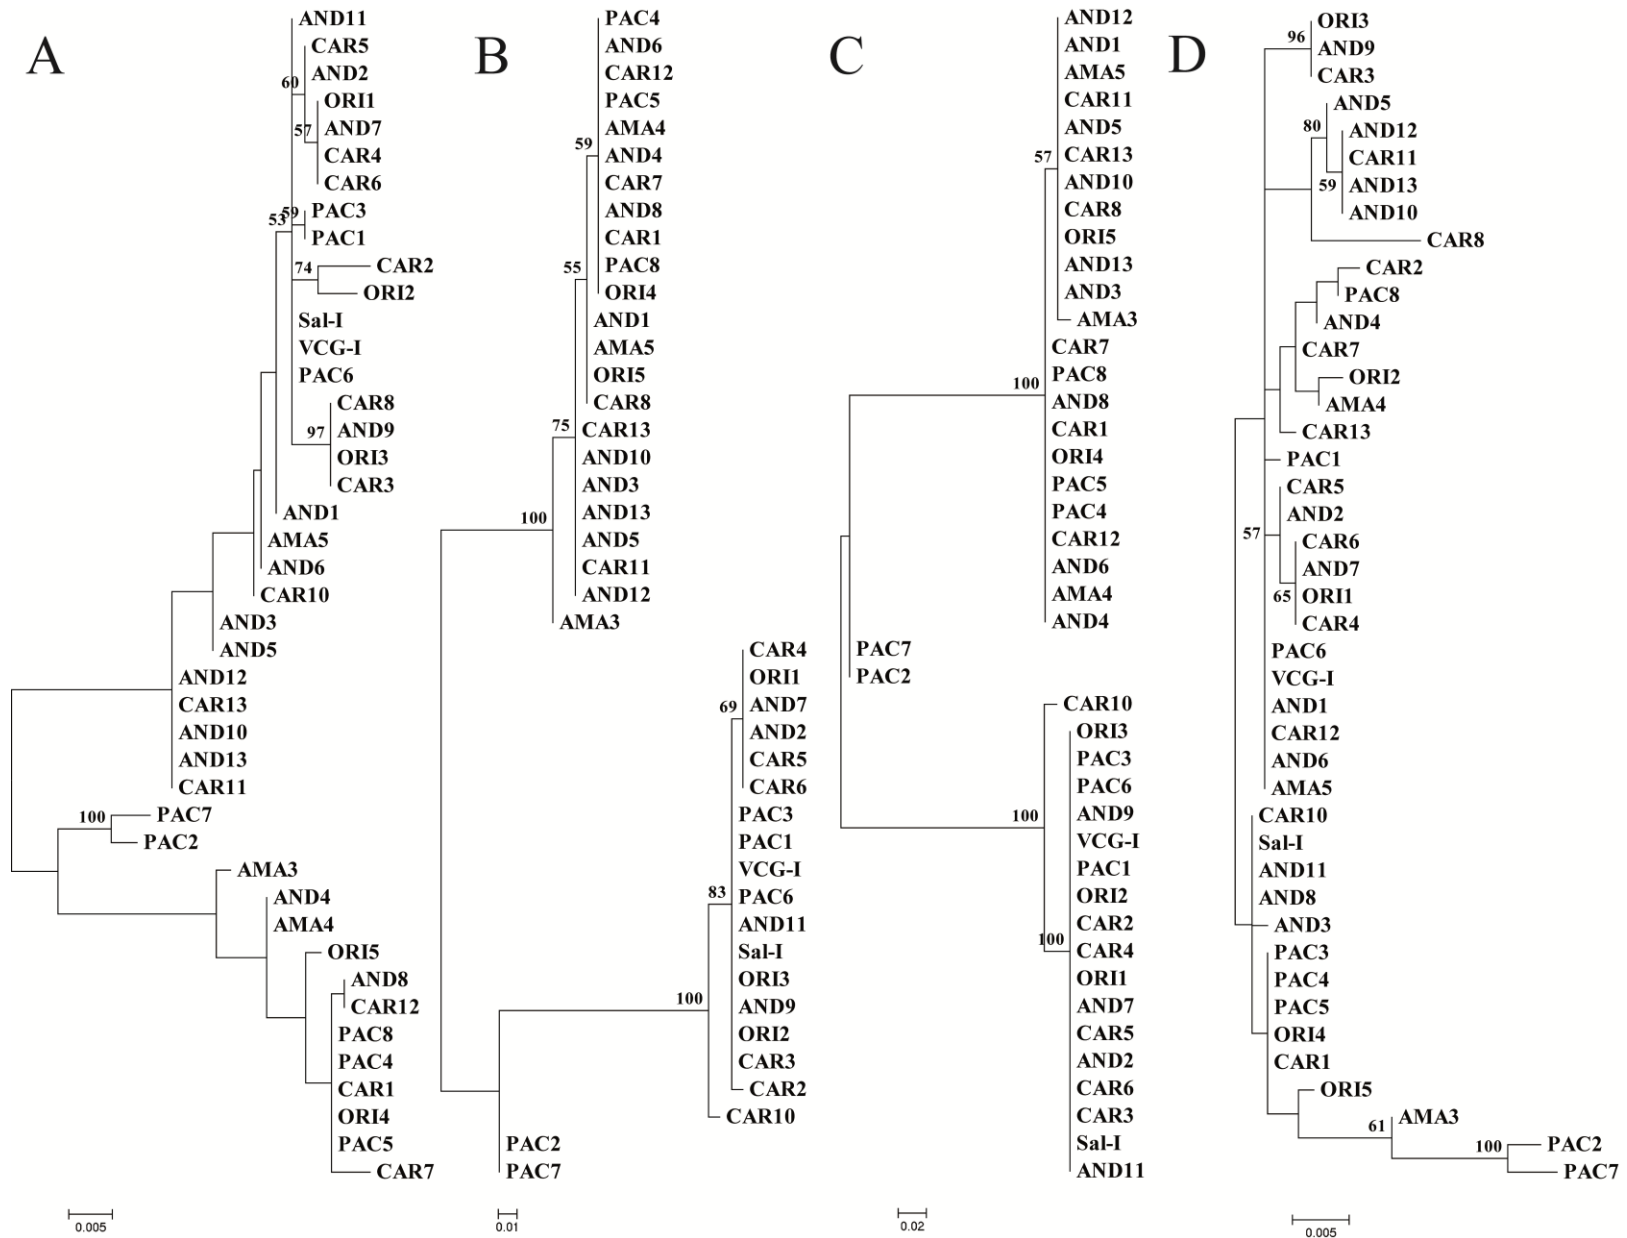 A
AND11
CAR5
AND2
60
ORI1
57
AND7
CAR4
CAR6
59
PAC3
53
PAC1
74
CAR2
ORI2
Sal-I
VCG-I
PAC6
CAR8
97
AND9
ORI3
CAR3
AND1
AMA5
AND6
CAR10
AND3
AND5
AND12
CAR13
AND10
AND13
CAR11
100
PAC7
PAC2
AMA3
AND4
AMA4
ORI5
AND8
CAR12
PAC8
PAC4
CAR1
ORI4
PAC5
CAR7
0.005
B
PAC4
AND6
CAR12
PAC5
AMA4
59
AND4
CAR7
AND8
CAR1
55
PAC8
ORI4
AND1
AMA5
ORI5
CAR8
75
CAR13
AND10
AND3
100
AND13
AND5
CAR11
AND12
AMA3
CAR4
ORI1
69
AND7
AND2
CAR5
CAR6
PAC3
PAC1
VCG-I
83
PAC6
AND11
Sal-I
ORI3
100
AND9
ORI2
CAR3
CAR2
CAR10
PAC2
PAC7
0.01
C
AND12
AND1
AMA5
CAR11
AND5
57
CAR13
AND10
CAR8
ORI5
AND13
AND3
AMA3
CAR7
100
PAC8
AND8
CAR1
ORI4
PAC5
PAC4
CAR12
AND6
AMA4
AND4
PAC7
PAC2
CAR10
ORI3
PAC3
PAC6
100
AND9
VCG-I
PAC1
ORI2
CAR2
100
CAR4
ORI1
AND7
CAR5
AND2
CAR6
CAR3
Sal-I
AND11
0.02
D
ORI3
96
AND9
CAR3
AND5
80
AND12
CAR11
59
AND13
AND10
CAR8
CAR2
PAC8
AND4
CAR7
ORI2
AMA4
CAR13
PAC1
CAR5
AND2
57
CAR6
AND7
65
ORI1
CAR4
PAC6
VCG-I
AND1
CAR12
AND6
AMA5
CAR10
Sal-I
AND11
AND8
AND3
PAC3
PAC4
PAC5
ORI4
CAR1
ORI5
61
AMA3
100
PAC2
PAC7
0.005